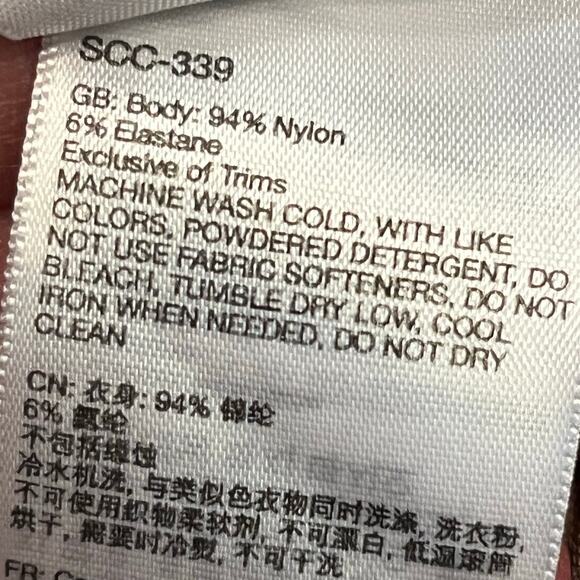 SCC-339
GB: Body: 94% Nylon
6% Elastane
Exclusive of Trims
MACHINE WASH COLD, WITH LIKE
COLORS, POWDERED DETERGENT, DO
NOT USE FABRIC SOFTENERS, DO NOT
BLEACH, TUMBLE DRY LOW, COOL
IRON WHEN NEEDED, DO NOT DRY
CLEAN
CN: 衣身: 94% 锦纶
6% 氨纶
不包括缀蚀
冷水机洗, 与类似色衣物同时洗涤, 洗衣粉,
不可使用织物柔软剂, 不可漂白, 低温滚筒
烘干, 需要时冷熨, 不可干洗
FR: